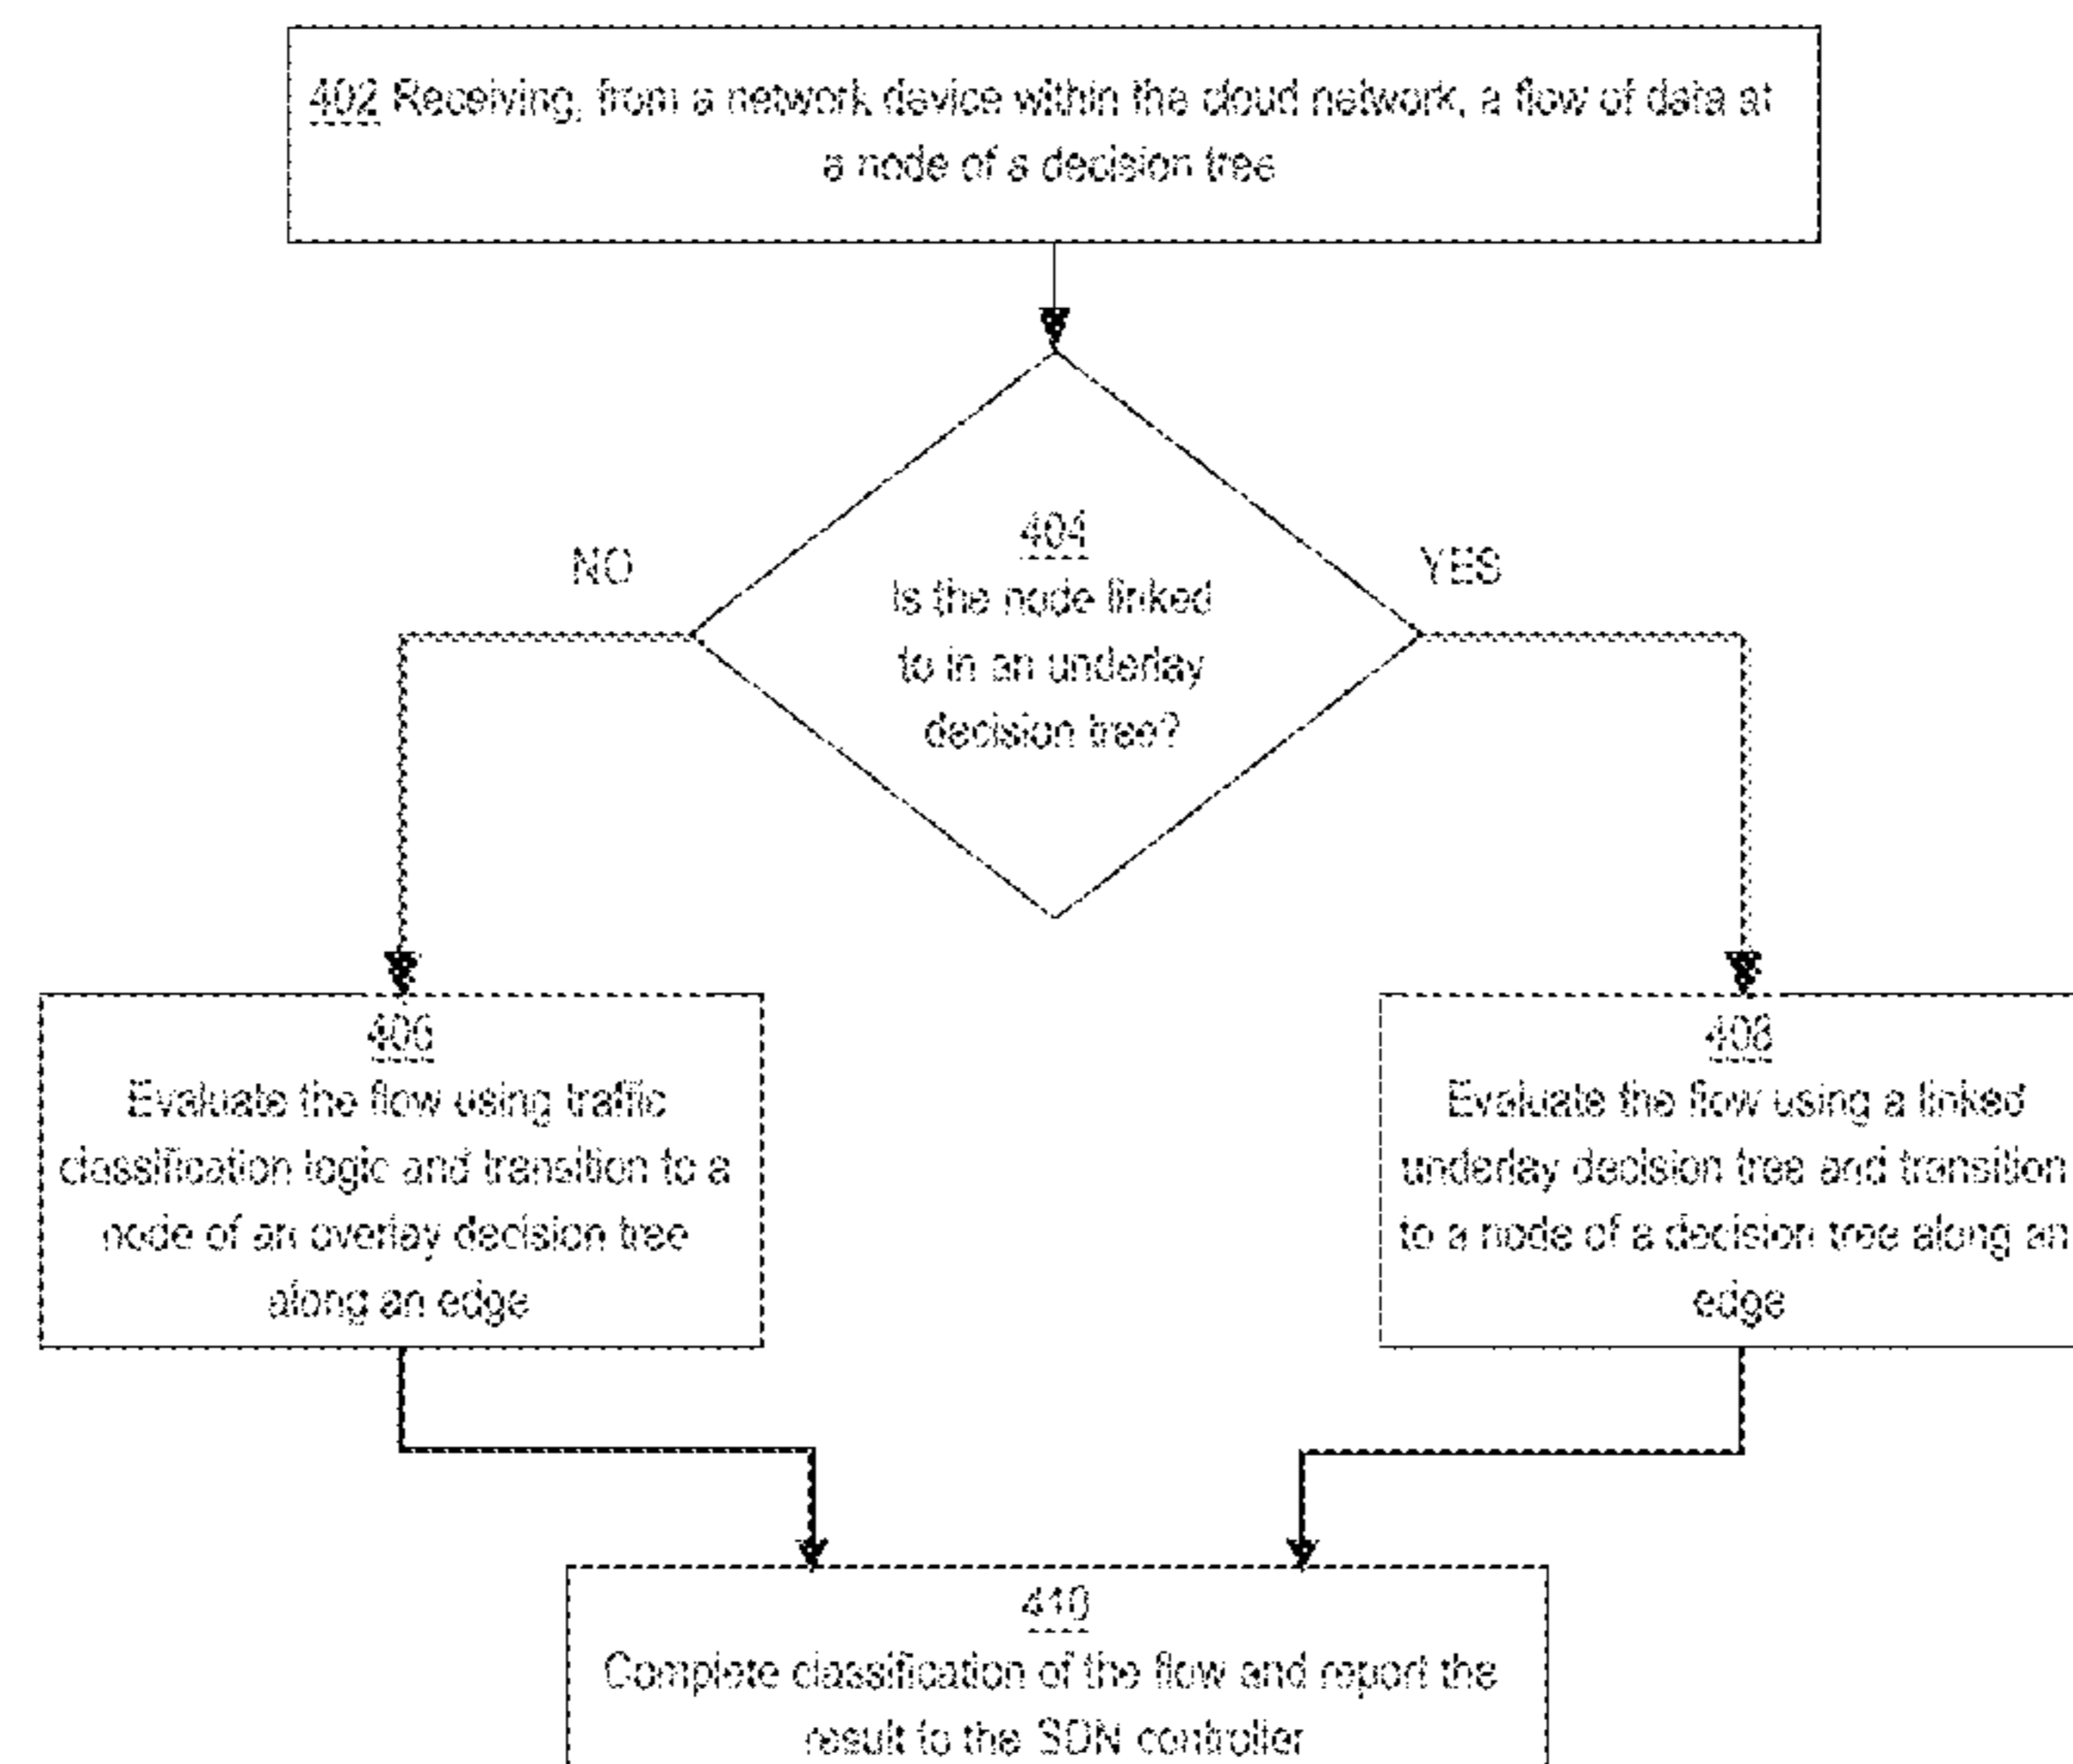 402 Receiving, from a network device within the cloud network, a flow of data at
a node of a decision tree
404
Is the node linked
to in an underlay
decision tree?
NO
YES
406
Evaluate the flow using traffic
classification logic and transition to a
node of an overlay decision tree
along an edge
408
Evaluate the flow using a linked
underlay decision tree and transition
to a node of a decision tree along an
edge
410
Complete classification of the flow and report the
result to the SDN controller